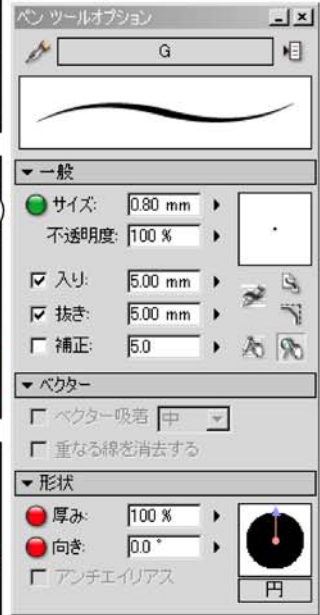 ペン ツールオプション
G
一般
サイズ: 0.80 mm
不透明度: 100 %
入り: 5.00 mm
抜き: 5.00 mm
補正: 5.0
ベクター
ベクター吸着 中
重なる線を消去する
形状
厚み: 100 %
向き: 0.0 °
アンチエイリアス
円